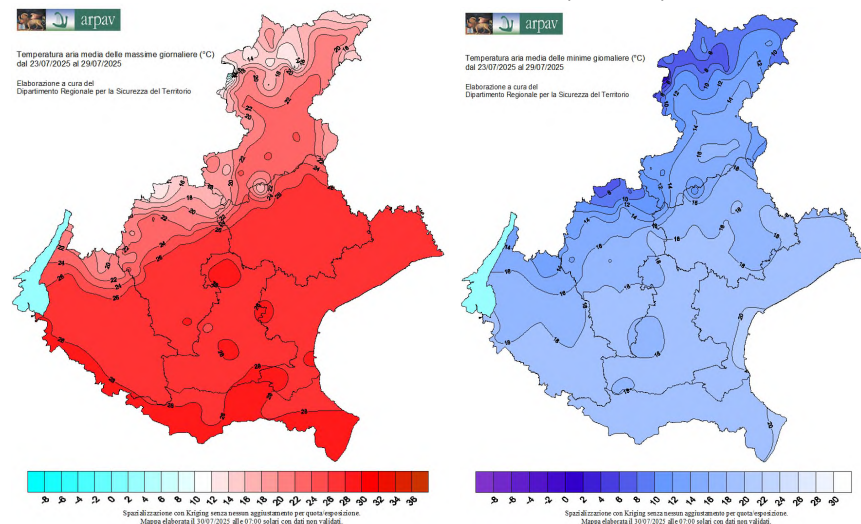 arpav
Temperatura aria media delle massime giornaliere (°C)
dal 23/07/2025 al 29/07/2025
Elaborazione a cura del
Dipartimento Regionale per la Sicurezza del Territorio
-8 -6 -4 -2 0 2 4 6 8 10 12 14 16 18 20 22 24 26 28 30 32 34 36
Spazializzazione con Kriging senza nessun aggiustamento per quota/esposizione.
Mappa elaborata il 30/07/2025 alle 07:00 solari con dati non validati.
arpav
Temperatura aria media delle minime giornaliere (°C)
dal 23/07/2025 al 29/07/2025
Elaborazione a cura del
Dipartimento Regionale per la Sicurezza del Territorio
-8 -6 -4 -2 0 2 4 6 8 10 12 14 16 18 20 22 24 26 28 30
Spazializzazione con Kriging senza nessun aggiustamento per quota/esposizione.
Mappa elaborata il 30/07/2025 alle 07:00 solari con dati non validati.